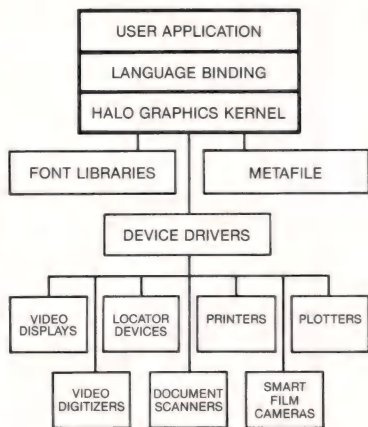 USER APPLICATION
LANGUAGE BINDING
HALO GRAPHICS KERNEL
FONT LIBRARIES
METAFILE
DEVICE DRIVERS
VIDEO
DISPLAYS
LOCATOR
DEVICES
PRINTERS
PLOTTERS
VIDEO
DIGITIZERS
DOCUMENT
SCANNERS
SMART
FILM
CAMERAS